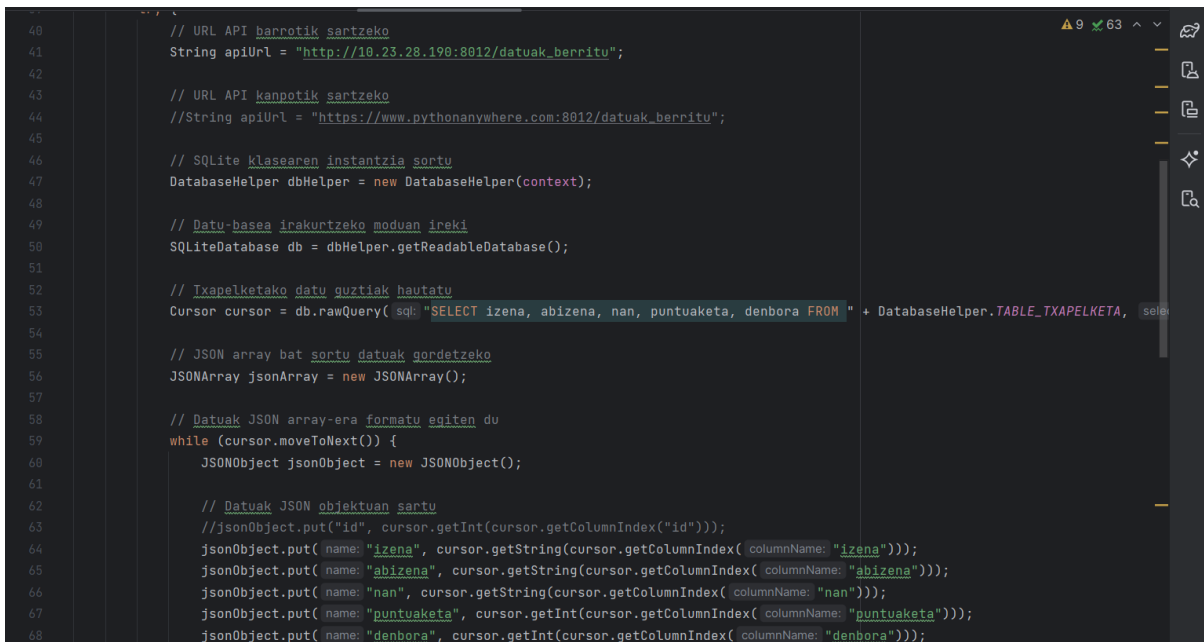 9 63
40 // URL API barrotik sartzeko
41 String apiUrl = "http://10.23.28.190:8012/datuak_berritu";
42
43 // URL API kanpotik sartzeko
44 //String apiUrl = "https://www.pythonanywhere.com:8012/datuak_berritu";
45
46 // SQLite klasearen instantzia sortu
47 DatabaseHelper dbHelper = new DatabaseHelper(context);
48
49 // Datu-basea irakurtzeko moduan ireki
50 SQLiteDatabase db = dbHelper.getReadableDatabase();
51
52 // Txapelketako datu guztiak hautatu
53 Cursor cursor = db.rawQuery( sql: "SELECT izena, abizena, nan, puntuaketa, denbora FROM " + DatabaseHelper.TABLE_TXAPELKETA,
54
55 // JSON array bat sortu datuak gordetzeko
56 JSONArray jsonArray = new JSONArray();
57
58 // Datuak JSON array-era formatu egiten du
59 while (cursor.moveToNext()) {
60 JSONObject jsonObject = new JSONObject();
61
62 // Datuak JSON objektuan sartu
63 //jsonObject.put("id", cursor.getInt(cursor.getColumnIndex("id")));
64 jsonObject.put( name: "izena", cursor.getString(cursor.getColumnIndex( columnName: "izena")));
65 jsonObject.put( name: "abizena", cursor.getString(cursor.getColumnIndex( columnName: "abizena")));
66 jsonObject.put( name: "nan", cursor.getString(cursor.getColumnIndex( columnName: "nan")));
67 jsonObject.put( name: "puntuaketa", cursor.getInt(cursor.getColumnIndex( columnName: "puntuaketa")));
68 jsonObject.put( name: "denbora", cursor.getInt(cursor.getColumnIndex( columnName: "denbora")));